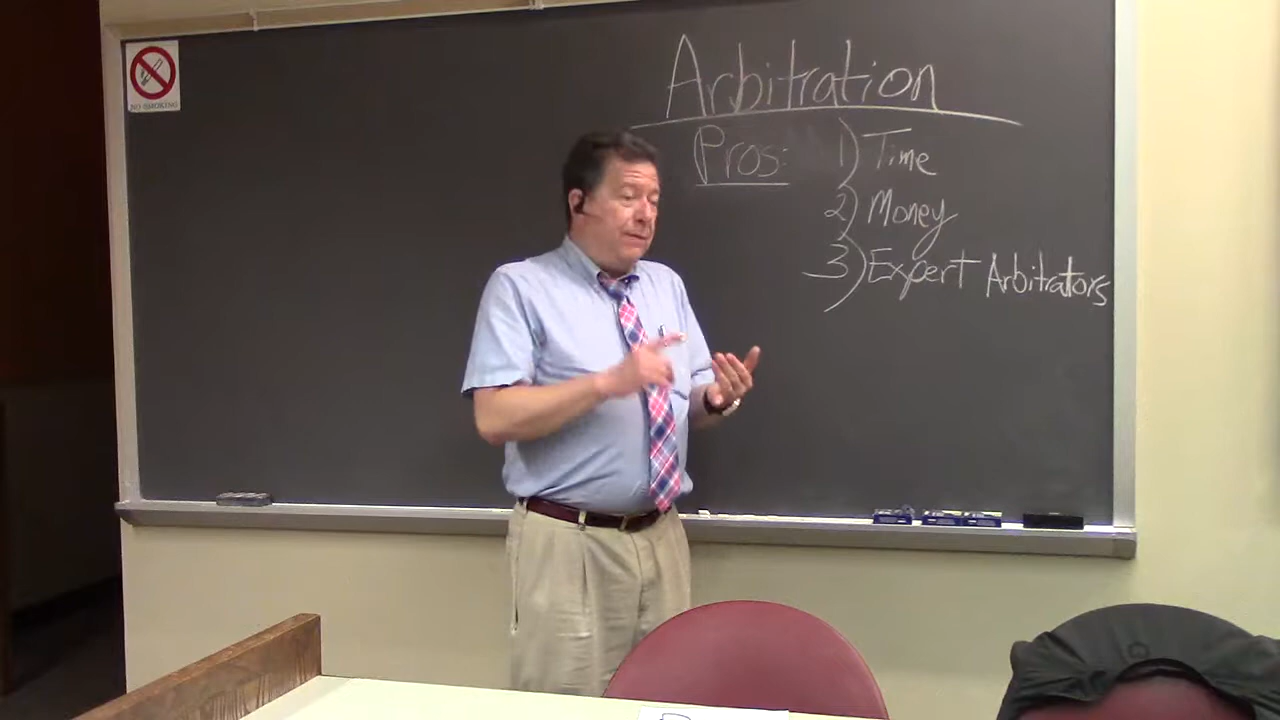 Arbitration
Pros: 1) Time
2) Money
3) Expert Arbitrators
NO SMOKING